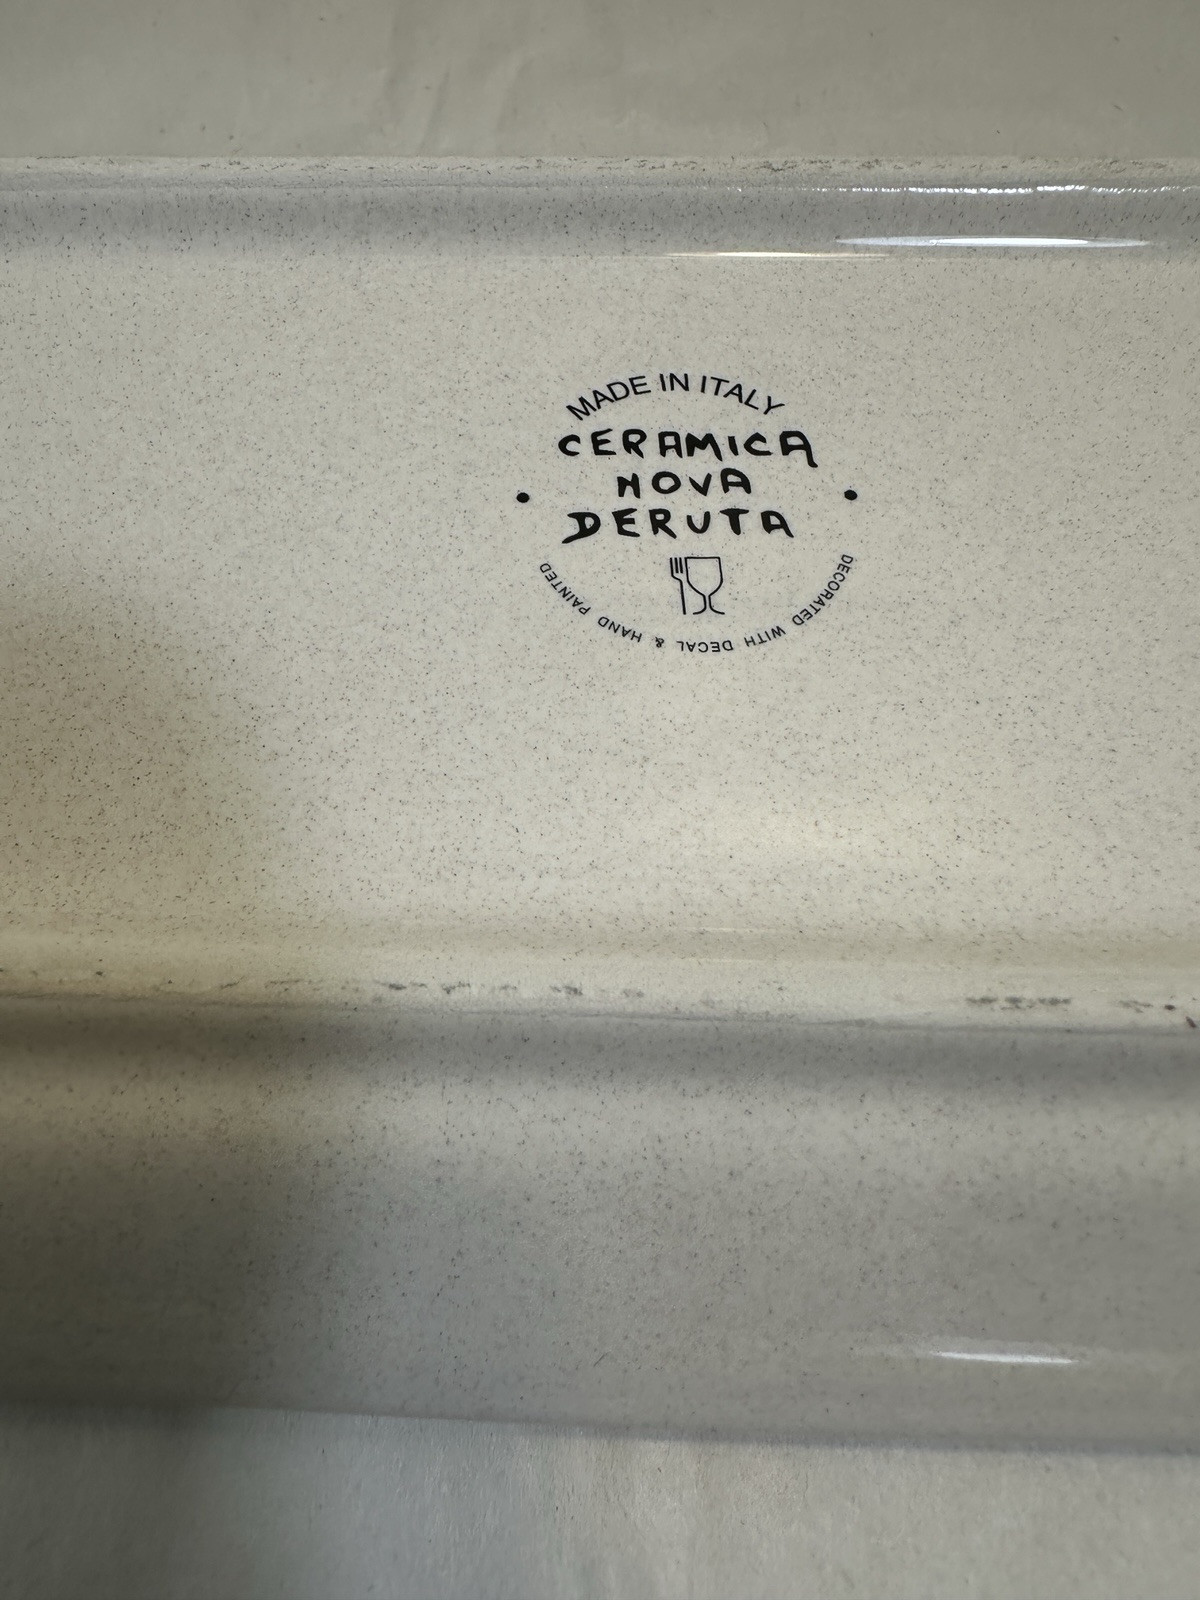 MADE IN ITALY
CERAMICA
NOVA
DERUTA
DECORATED WITH DECAL & HAND PAINTED